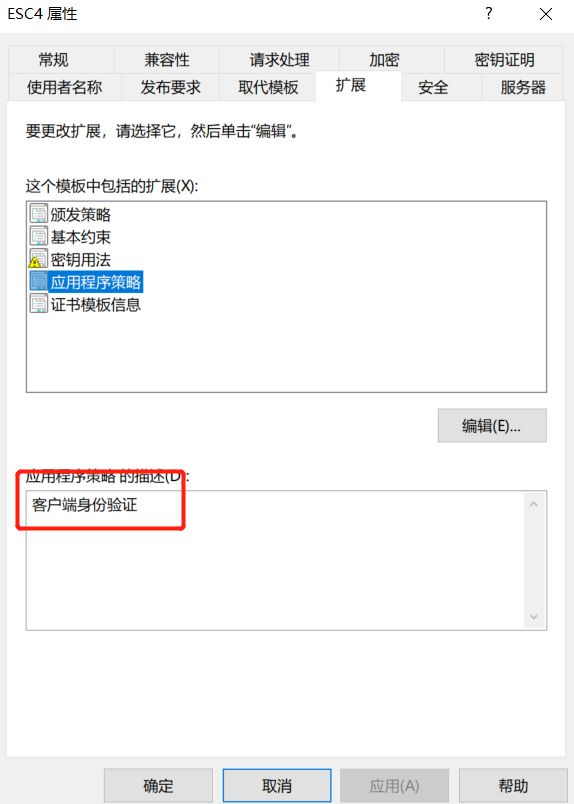 ESC4 属性
?
常规 兼容性 请求处理 加密 密钥证明
使用者名称 发布要求 取代模板 扩展 安全 服务器
要更改扩展，请选择它，然后单击“编辑”。
这个模板中包括的扩展(X):
颁发策略
基本约束
密钥用法
应用程序策略
证书模板信息
编辑(E)...
应用程序策略 的描述(D):
客户端身份验证
确定 取消 应用(A) 帮助